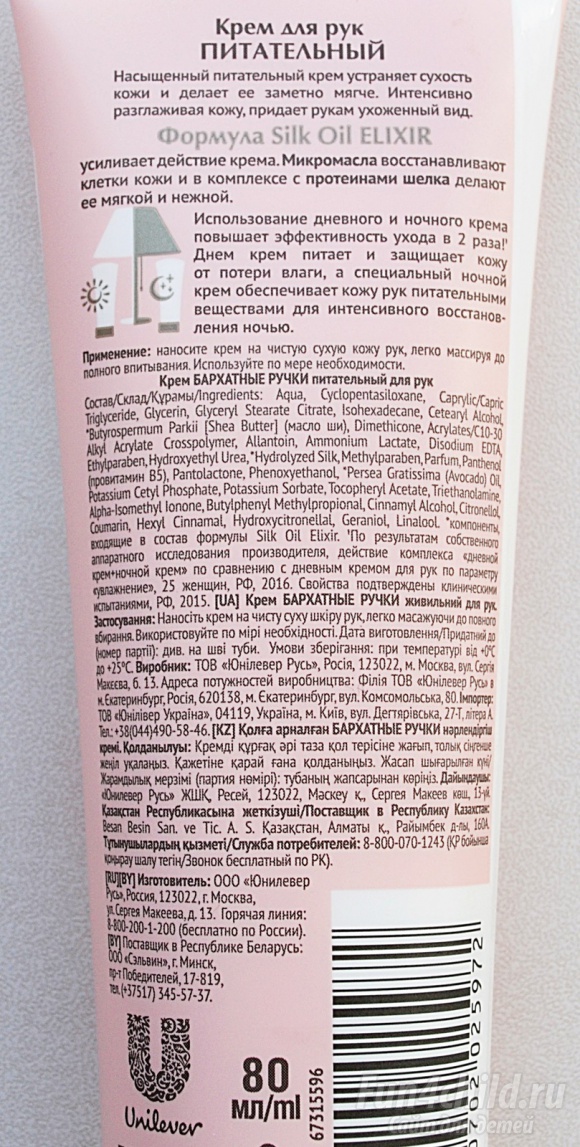 Крем для рук
ПИТАТЕЛЬНЫЙ
Насыщенный питательный крем устраняет сухость
кожи и делает ее заметно мягче. Интенсивно
разглаживая кожу, придает рукам ухоженный вид.
Формула Silk Oil ELIXIR
усиливает действие крема. Микромасла восстанавливают
клетки кожи и в комплексе с протеинами шелка делают
ее мягкой и нежной.
Использование дневного и ночного крема
повышает эффективность ухода в 2 раза!¹
Днем крем питает и защищает кожу
от потери влаги, а специальный ночной
крем обеспечивает кожу рук питательными
веществами для интенсивного восстанов-
ления ночью.
Применение: наносите крем на чистую сухую кожу рук, легко массируя до
полного впитывания. Используйте по мере необходимости.
Крем БАРХАТНЫЕ РУЧКИ питательный для рук
Состав/Склад/Құрамы/Ingredients: Aqua, Cyclopentasiloxane, Caprylic/Capric
Triglyceride, Glycerin, Glyceryl Stearate Citrate, Isohexadecane, Cetearyl Alcohol,
*Butyrospermum Parkii [Shea Butter] (масло ши), Dimethicone, Acrylates/C10-30
Alkyl Acrylate Crosspolymer, Allantoin, Ammonium Lactate, Disodium EDTA,
Ethylparaben, Hydroxyethyl Urea, *Hydrolyzed Silk, Methylparaben, Parfum, Panthenol
(провитамин B5), Pantolactone, Phenoxyethanol, *Persea Gratissima (Avocado) Oil,
Potassium Cetyl Phosphate, Potassium Sorbate, Tocopheryl Acetate, Triethanolamine,
Alpha-Isomethyl Ionone, Butylphenyl Methylpropional, Cinnamyl Alcohol, Citronellol,
Coumarin, Hexyl Cinnamal, Hydroxycitronellal, Geraniol, Linalool. *компоненты,
входящие в состав формулы Silk Oil Elixir. ¹По результатам собственного
аппаратного исследования производителя, действие комплекса «дневной
крем+ночной крем» по сравнению с дневным кремом для рук по параметру
«увлажнение», 25 женщин, РФ, 2016. Свойства подтверждены клиническими
испытаниями, РФ, 2015. [UA] Крем БАРХАТНЫЕ РУЧКИ живильний для рук.
Застосування: Наносіть крем на чисту суху шкіру рук, легко масажуючи до повного
вбирання. Використовуйте по мірі необхідності. Дата виготовлення/Придатний до
(номер партії): див. на шві туби. Умови зберігання: при температурі від +0°C
до +25°C. Виробник: ТОВ «Юнілевер Русь», Росія, 123022, м. Москва, вул. Сергія
Макеєва, б. 13. Адреса потужностей виробництва: Філія ТОВ «Юнілевер Русь» в
м. Екатеринбург, Росія, 620138, м. Екатеринбург, вул. Комсомольська, 80. Імпортер:
ТОВ «Юнілівер Україна», 04119, Україна, м. Київ, вул. Дегтярівська, 27-Т, літера А.
Тел.: +38(044)490-58-46. [KZ] Қолға арналған БАРХАТНЫЕ РУЧКИ нәрлендіргіш
кремі. Қолданылуы: Кремді құрғақ әрі таза қол терісіне жағып, толық сіңгенше
жеңіл уқалаңыз. Қажетіне қарай ғана қолданыңыз. Жасап шығарылған күні/
Жарамдылық мерзімі (партия нөмірі): тубаның жапсарынан көріңіз. Дайындаушы:
«Юнилевер Русь» ЖШҚ, Ресей, 123022, Мәскеу қ., Сергея Макеев көш, 13-үй.
Қазақстан Республикасына жеткізуші/Поставщик в Республику Казахстан:
Besan Besin San. ve Tic. A. S. Қазақстан, Алматы қ., Райымбек д-лы, 160А.
Тұтынушылардың қызметі/Служба потребителей: 8-800-070-1243 (ҚР бойынша
қоңырау шалу тегін/Звонок бесплатный по РК).
[RU][BY] Изготовитель: ООО «Юнилевер
Русь», Россия, 123022, г. Москва,
ул. Сергея Макеева, д. 13. Горячая линия:
8-800-200-1-200 (бесплатно по России).
[BY] Поставщик в Республике Беларусь:
ООО «Сэльвин», г. Минск,
пр-т Победителей, 17-819,
тел. (+37517) 345-57-37.
Unilever
80
мл/ml
67315596
0702 025972
Fun4child.ru
Сайт для детей